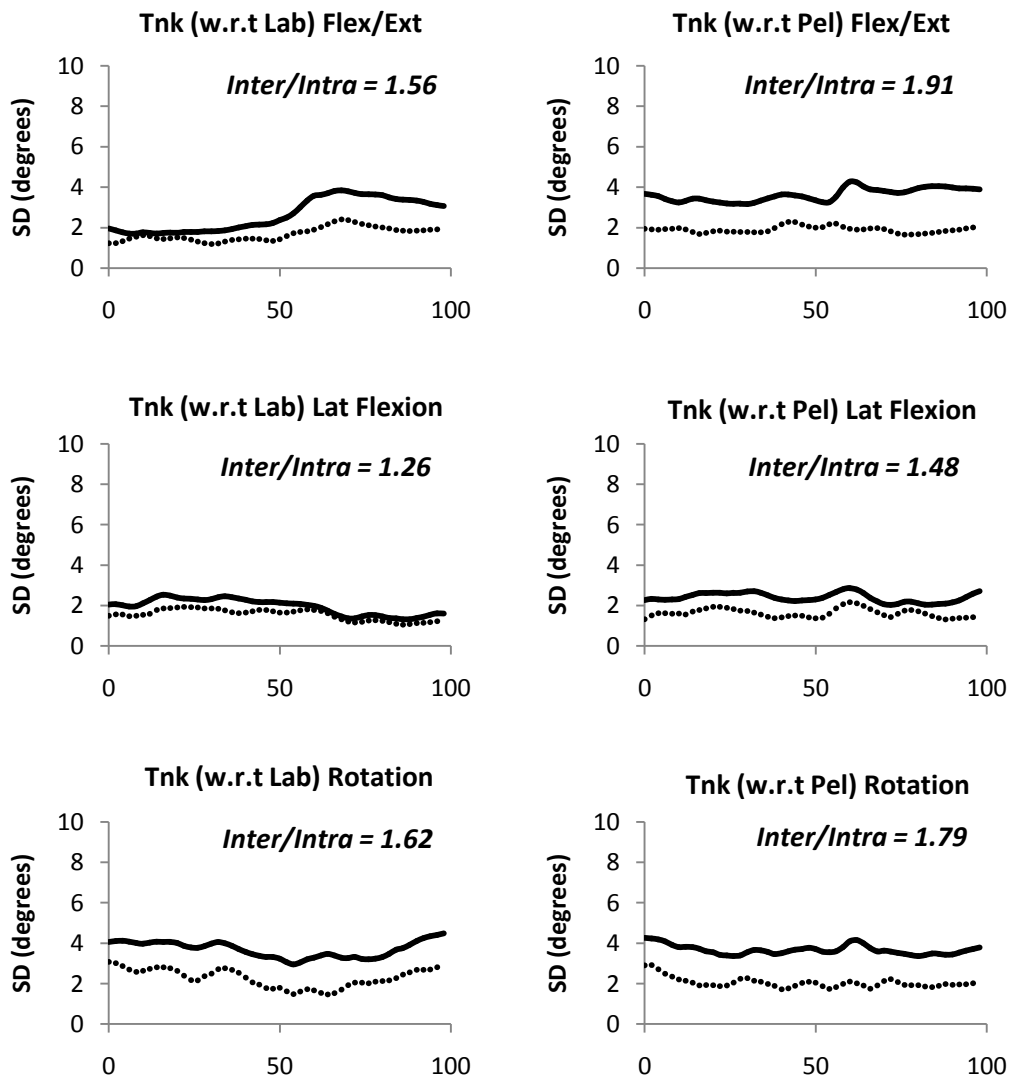 Tnk (w.r.t Lab) Flex/Ext
Inter/Intra = 1.56
SD (degrees)
10
8
6
4
2
0
0 50 100
Tnk (w.r.t Pel) Flex/Ext
Inter/Intra = 1.91
SD (degrees)
10
8
6
4
2
0
0 50 100
Tnk (w.r.t Lab) Lat Flexion
Inter/Intra = 1.26
SD (degrees)
10
8
6
4
2
0
0 50 100
Tnk (w.r.t Pel) Lat Flexion
Inter/Intra = 1.48
SD (degrees)
10
8
6
4
2
0
0 50 100
Tnk (w.r.t Lab) Rotation
Inter/Intra = 1.62
SD (degrees)
10
8
6
4
2
0
0 50 100
Tnk (w.r.t Pel) Rotation
Inter/Intra = 1.79
SD (degrees)
10
8
6
4
2
0
0 50 100